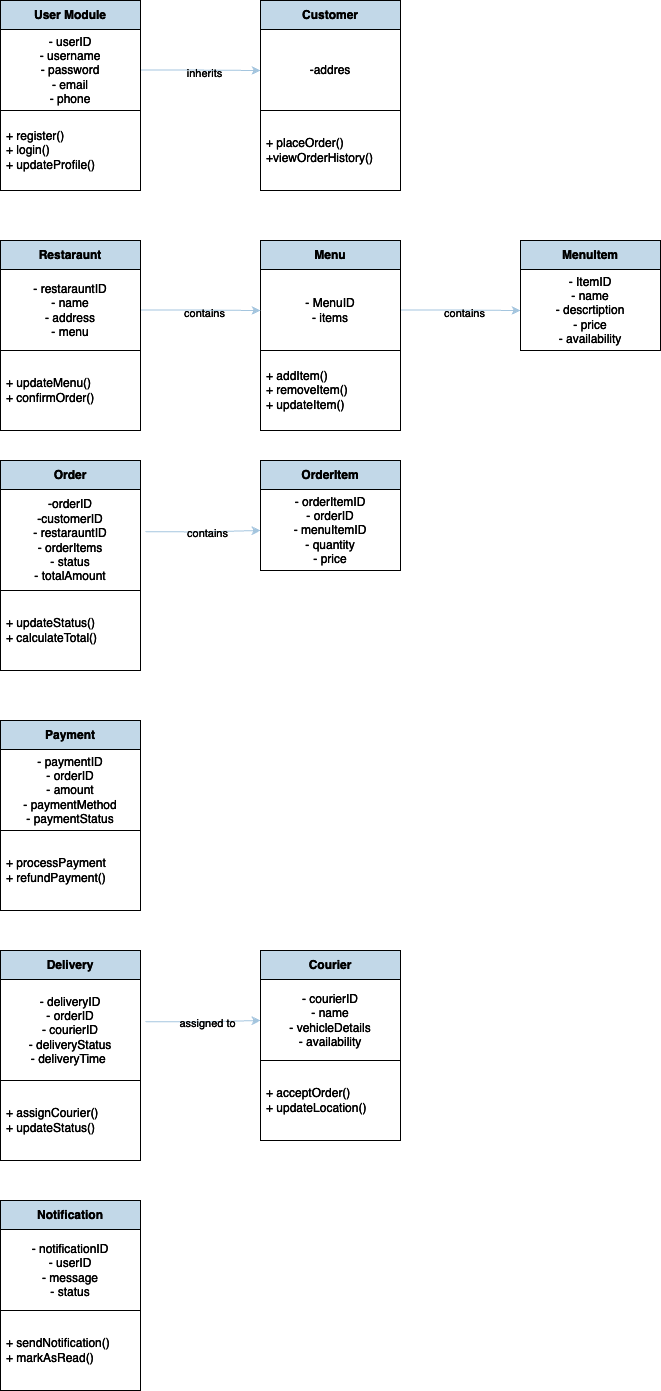 User Module
- userID
- username
- password
- email
- phone
+ register()
+ login()
+ updateProfile()
inherits
Customer
-addres
+ placeOrder()
+viewOrderHistory()
Restaraunt
- restarauntID
- name
- address
- menu
+ updateMenu()
+ confirmOrder()
contains
Menu
- MenuID
- items
+ addItem()
+ removeItem()
+ updateItem()
contains
MenuItem
- ItemID
- name
- descrtiption
- price
- availability
Order
-orderID
-customerID
- restarauntID
- orderItems
- status
- totalAmount
+ updateStatus()
+ calculateTotal()
contains
OrderItem
- orderItemID
- orderID
- menuItemID
- quantity
- price
Payment
- paymentID
- orderID
- amount
- paymentMethod
- paymentStatus
+ processPayment
+ refundPayment()
Delivery
- deliveryID
- orderID
- courierID
- deliveryStatus
- deliveryTime
+ assignCourier()
+ updateStatus()
assigned to
Courier
- courierID
- name
- vehicleDetails
- availability
+ acceptOrder()
+ updateLocation()
Notification
- notificationID
- userID
- message
- status
+ sendNotification()
+ markAsRead()